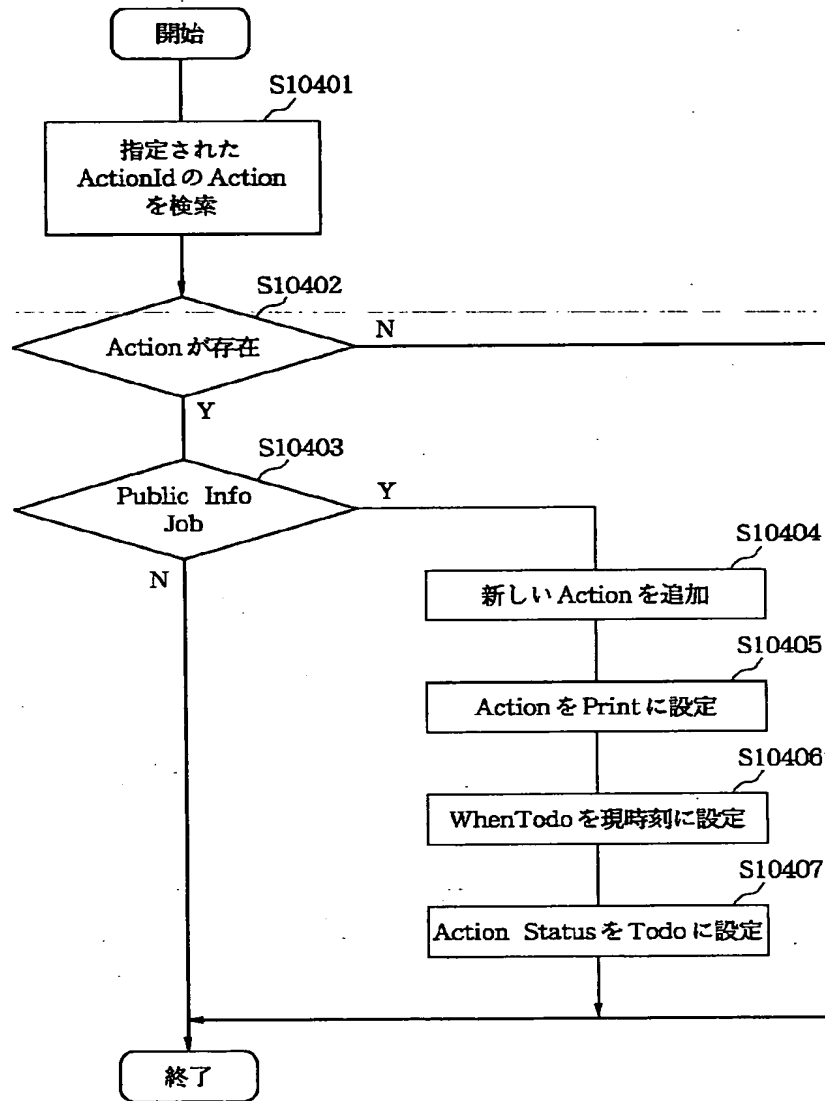 開始
S10401
指定された
ActionIdのAction
を検索
S10402
Actionが存在
N
Y
S10403
Public Info
Job
Y
N
S10404
新しいActionを追加
S10405
ActionをPrintに設定
S10406
WhenTodoを現時刻に設定
S10407
Action StatusをTodoに設定
終了